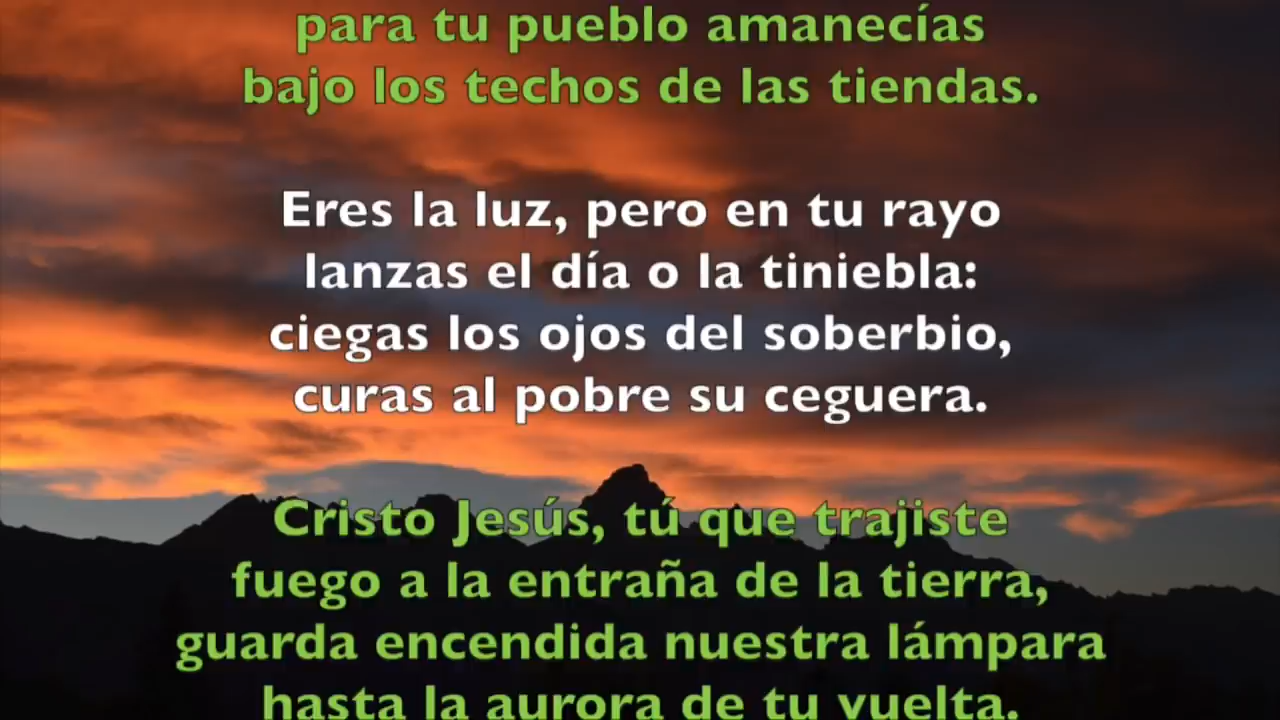 para tu pueblo amanecías
bajo los techos de las tiendas.
Eres la luz, pero en tu rayo
lanzas el día o la tiniebla:
ciegas los ojos del soberbio,
curas al pobre su ceguera.
Cristo Jesús, tú que trajiste
fuego a la entraña de la tierra,
guarda encendida nuestra lámpara
hasta la aurora de tu vuelta.